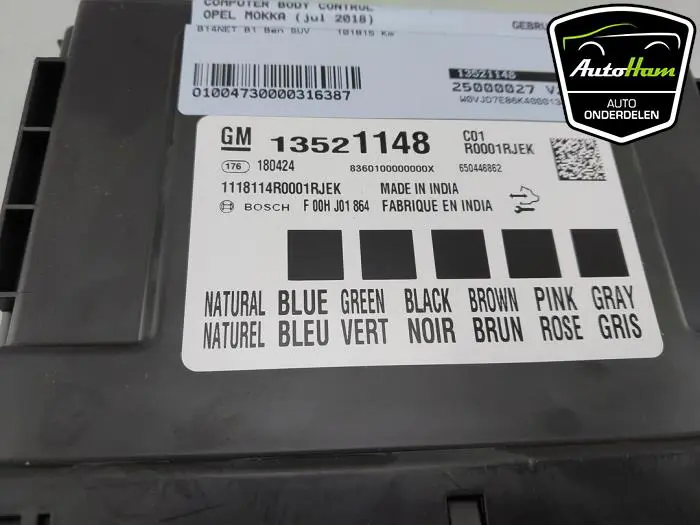 COMPUTER BODY CONTROL
OPEL MOKKA (jul 2018)
GEBRU
B14NET B1 Ben SUV 101815 Km
13521148
25000027
01004730000316387
AutoHam
AUTO
ONDERDELEN
GM 13521148 C01
R0001RJEK
176 180424 8360100000000X 650446862
1118114R0001RJEK MADE IN INDIA
BOSCH F 00H J01 864 FABRIQUE EN INDIA
NATURAL BLUE GREEN BLACK BROWN PINK GRAY
NATUREL BLEU VERT NOIR BRUN ROSE GRIS